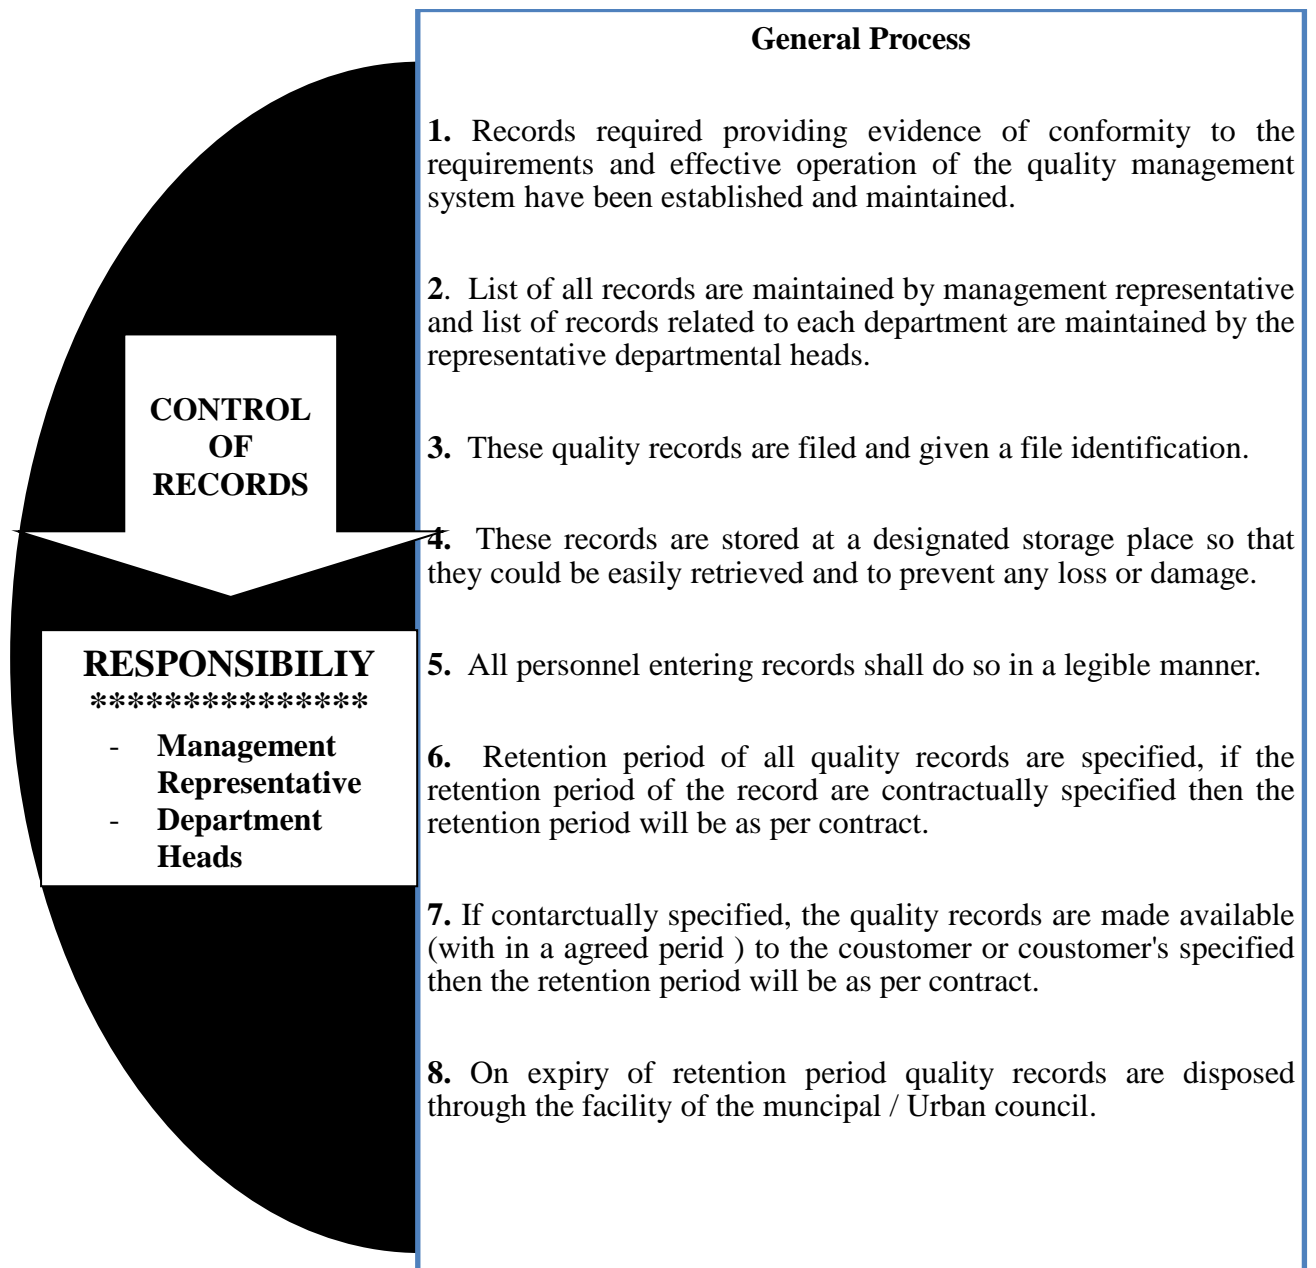 CONTROL
OF
RECORDS
RESPONSIBILIY
***************
- Management
Representative
- Department
Heads
General Process
1. Records required providing evidence of conformity to the
requirements and effective operation of the quality management
system have been established and maintained.
2. List of all records are maintained by management representative
and list of records related to each department are maintained by the
representative departmental heads.
3. These quality records are filed and given a file identification.
4. These records are stored at a designated storage place so that
they could be easily retrieved and to prevent any loss or damage.
5. All personnel entering records shall do so in a legible manner.
6. Retention period of all quality records are specified, if the
retention period of the record are contractually specified then the
retention period will be as per contract.
7. If contarctually specified, the quality records are made available
(with in a agreed perid ) to the coustomer or coustomer's specified
then the retention period will be as per contract.
8. On expiry of retention period quality records are disposed
through the facility of the muncipal / Urban council.